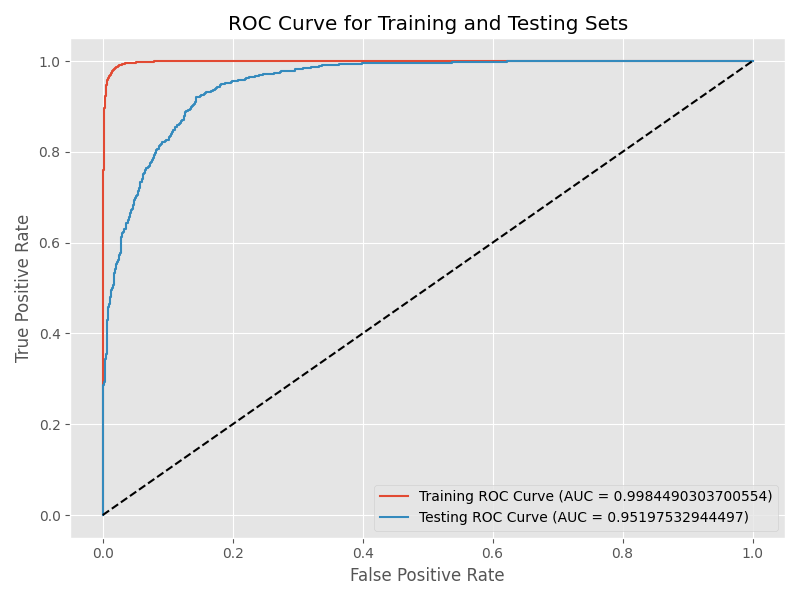 ROC Curve for Training and Testing Sets
1.0
0.8
0.6
0.4
0.2
0.0
True Positive Rate
Training ROC Curve (AUC = 0.9984490303700554)
Testing ROC Curve (AUC = 0.95197532944497)
0.0 0.2 0.4 0.6 0.8 1.0
False Positive Rate